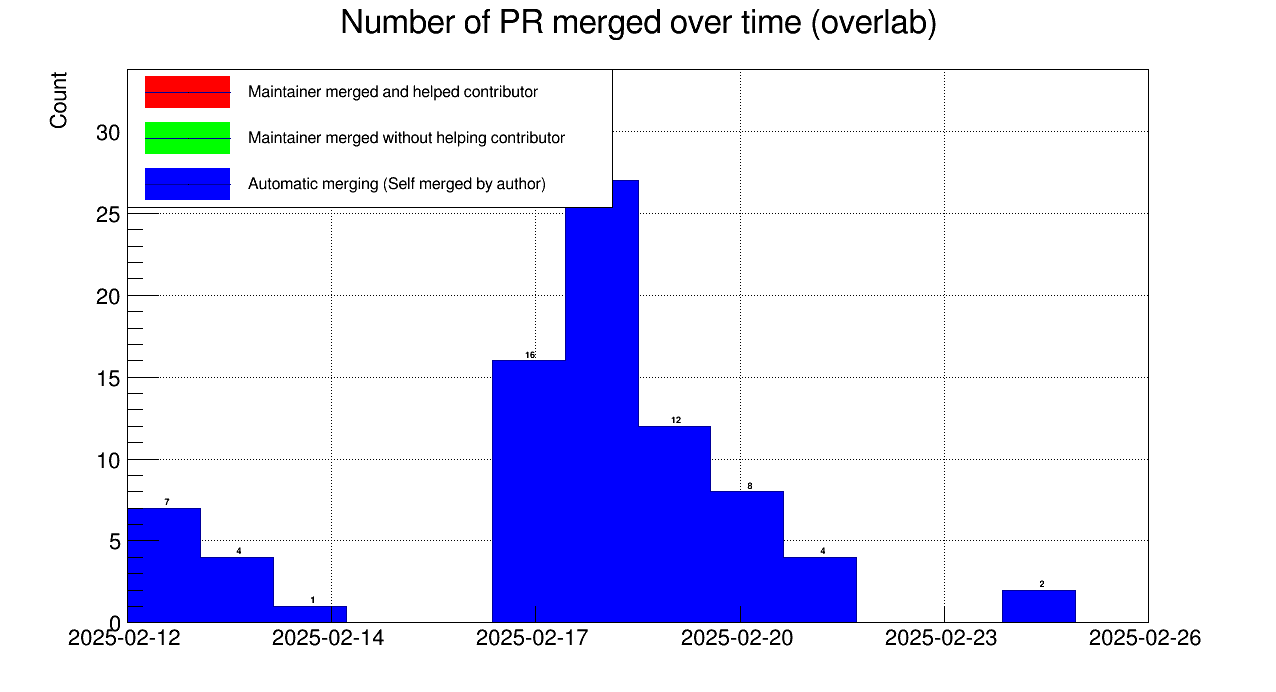 Number of PR merged over time (overlab)
Count
Maintainer merged and helped contributor
Maintainer merged without helping contributor
Automatic merging (Self merged by author)
30
25
20
15
10
5
0
16
12
8
7
4
4
1
2
2025-02-12 2025-02-14 2025-02-17 2025-02-20 2025-02-23 2025-02-26